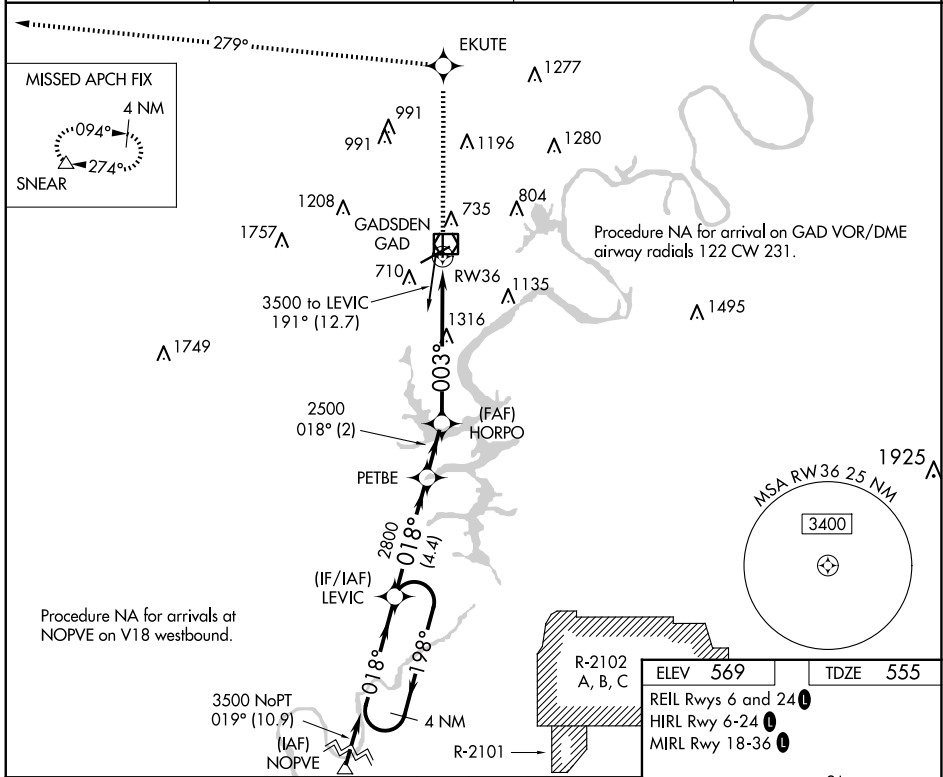 279°
EKUTE
MISSED APCH FIX
4 NM
094°
274°
SNEAR
1277
991
991
1196
1280
1208
1757
GADSDEN
GAD
735
804
Procedure NA for arrival on GAD VOR/DME
airway radials 122 CW 231.
710
RW36
3500 to LEVIC
191° (12.7)
1135
1495
1316
1749
003°
2500
018° (2)
(FAF)
HORPO
PETBE
1925
MSA RW36 25 NM
3400
2800
018°
(4.4)
(IF/IAF)
LEVIC
Procedure NA for arrivals at
NOPVE on V18 westbound.
018°
198°
3500 NoPT
019° (10.9)
4 NM
(IAF)
NOPVE
R-2102
A, B, C
R-2101
ELEV 569
TDZE 555
REIL Rwys 6 and 24 L
HIRL Rwy 6-24 L
MIRL Rwy 18-36 L